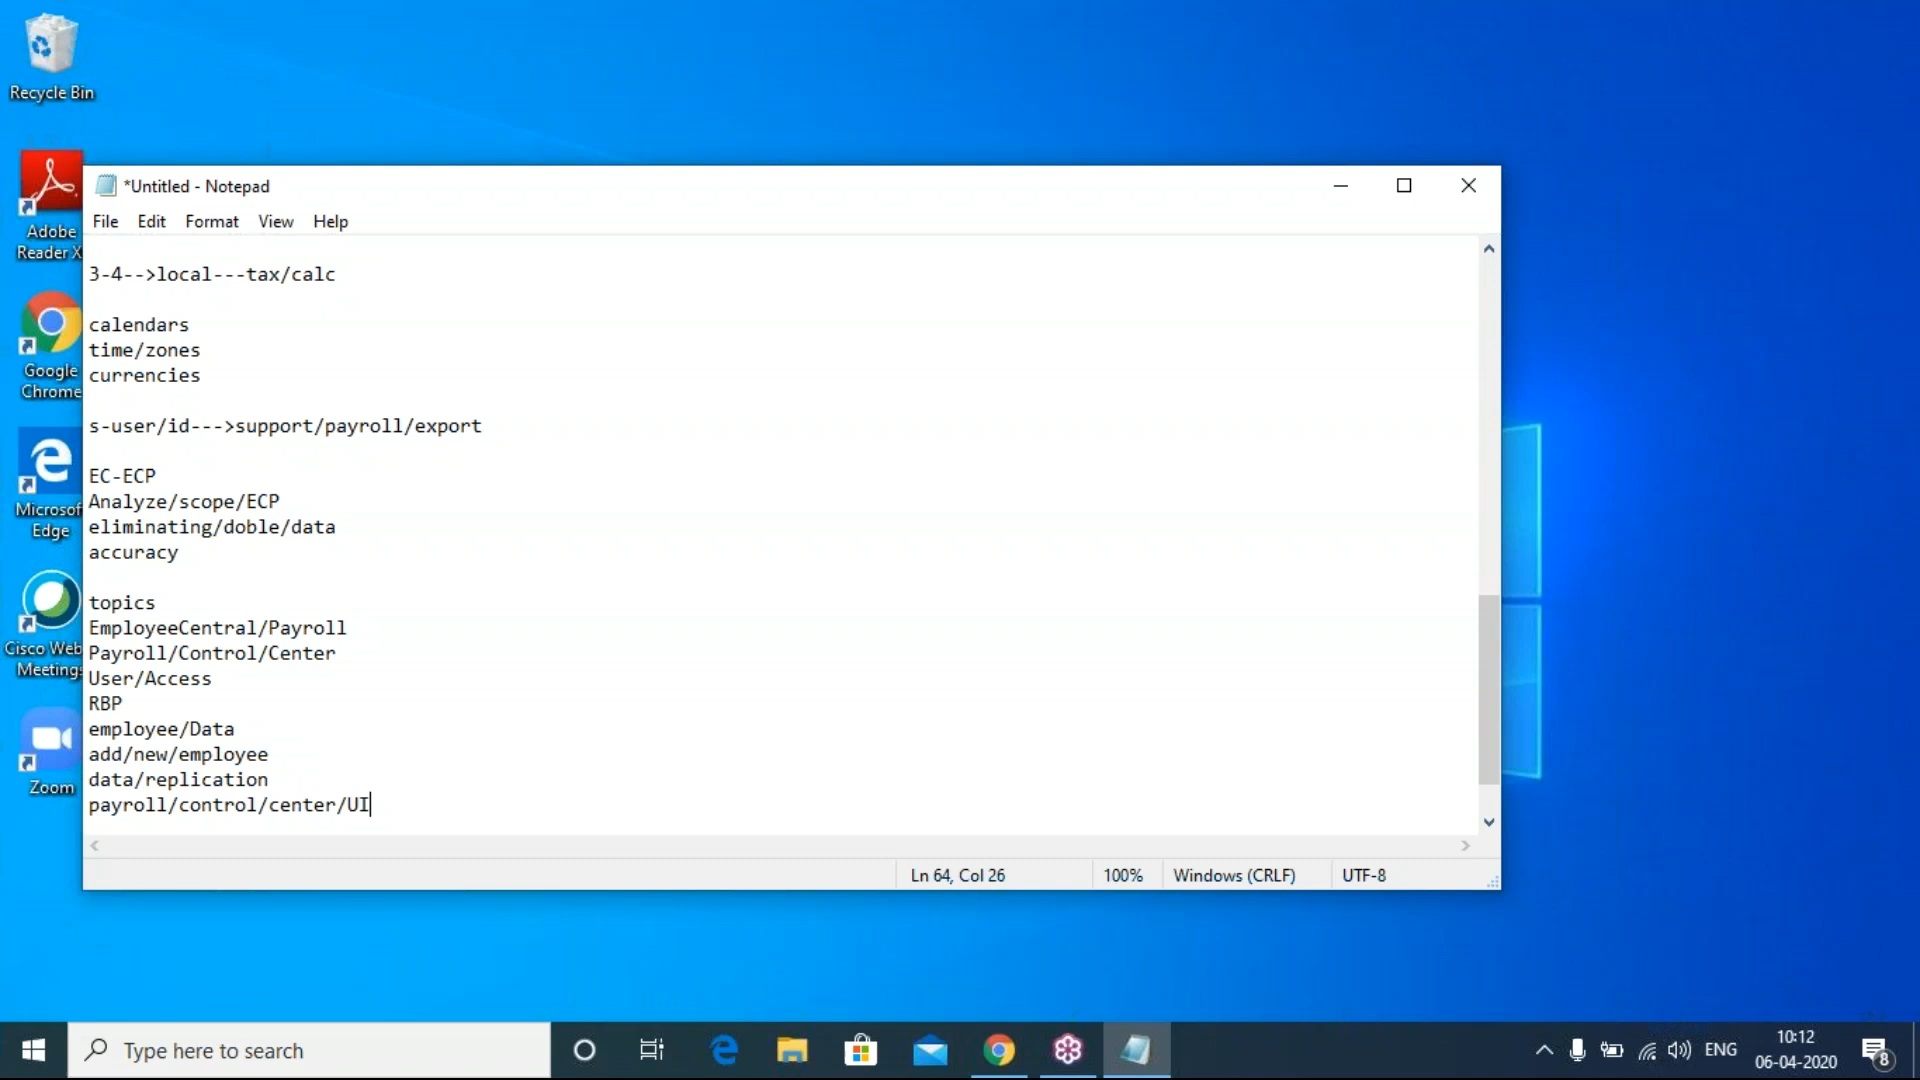 Recycle Bin
Adobe
Reader X
Google
Chrome
Microsof
Edge
Cisco Web
Meetings
Zoom
*Untitled - Notepad
File Edit Format View Help
3-4-->local---tax/calc
calendars
time/zones
currencies
s-user/id--->support/payroll/export
EC-ECP
Analyze/scope/ECP
eliminating/doble/data
accuracy
topics
EmployeeCentral/Payroll
Payroll/Control/Center
User/Access
RBP
employee/Data
add/new/employee
data/replication
payroll/control/center/UI
Ln 64, Col 26 100% Windows (CRLF) UTF-8
Type here to search
ENG
10:12
06-04-2020
8